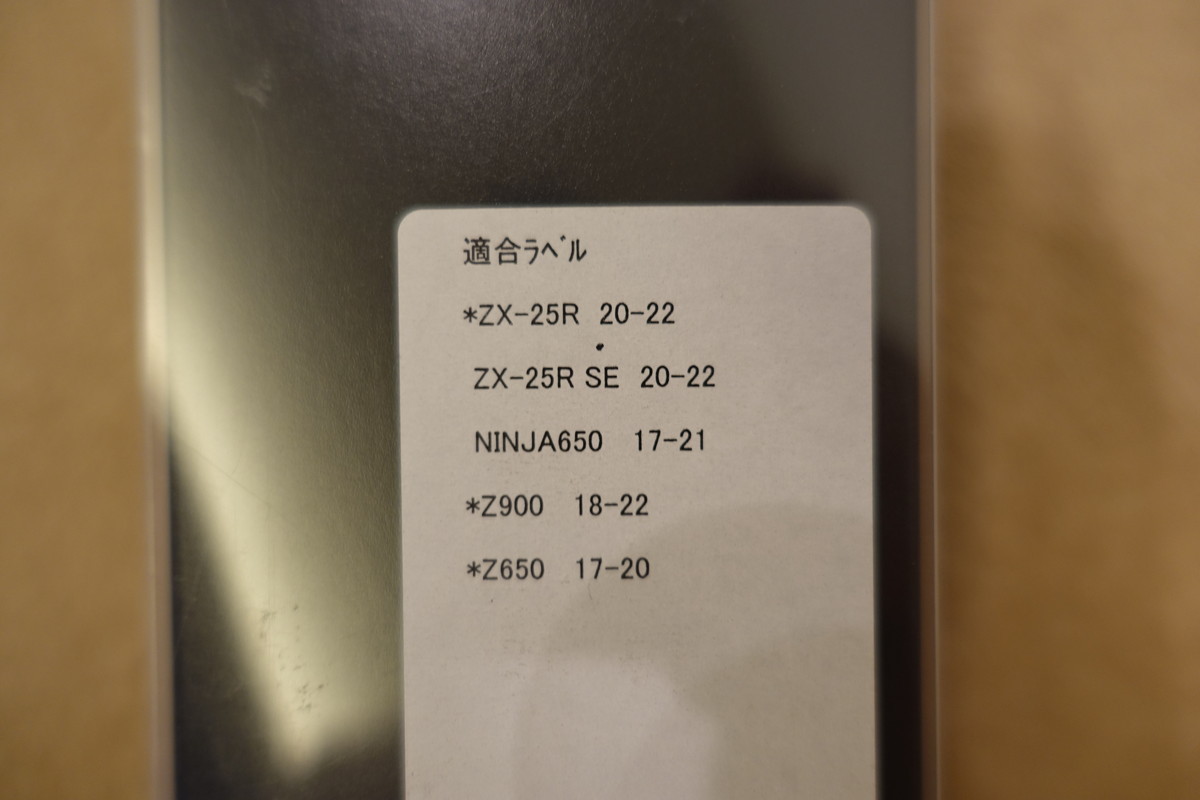 適合ﾗﾍﾞﾙ
*ZX-25R 20-22
ZX-25R SE 20-22
NINJA650 17-21
*Z900 18-22
*Z650 17-20